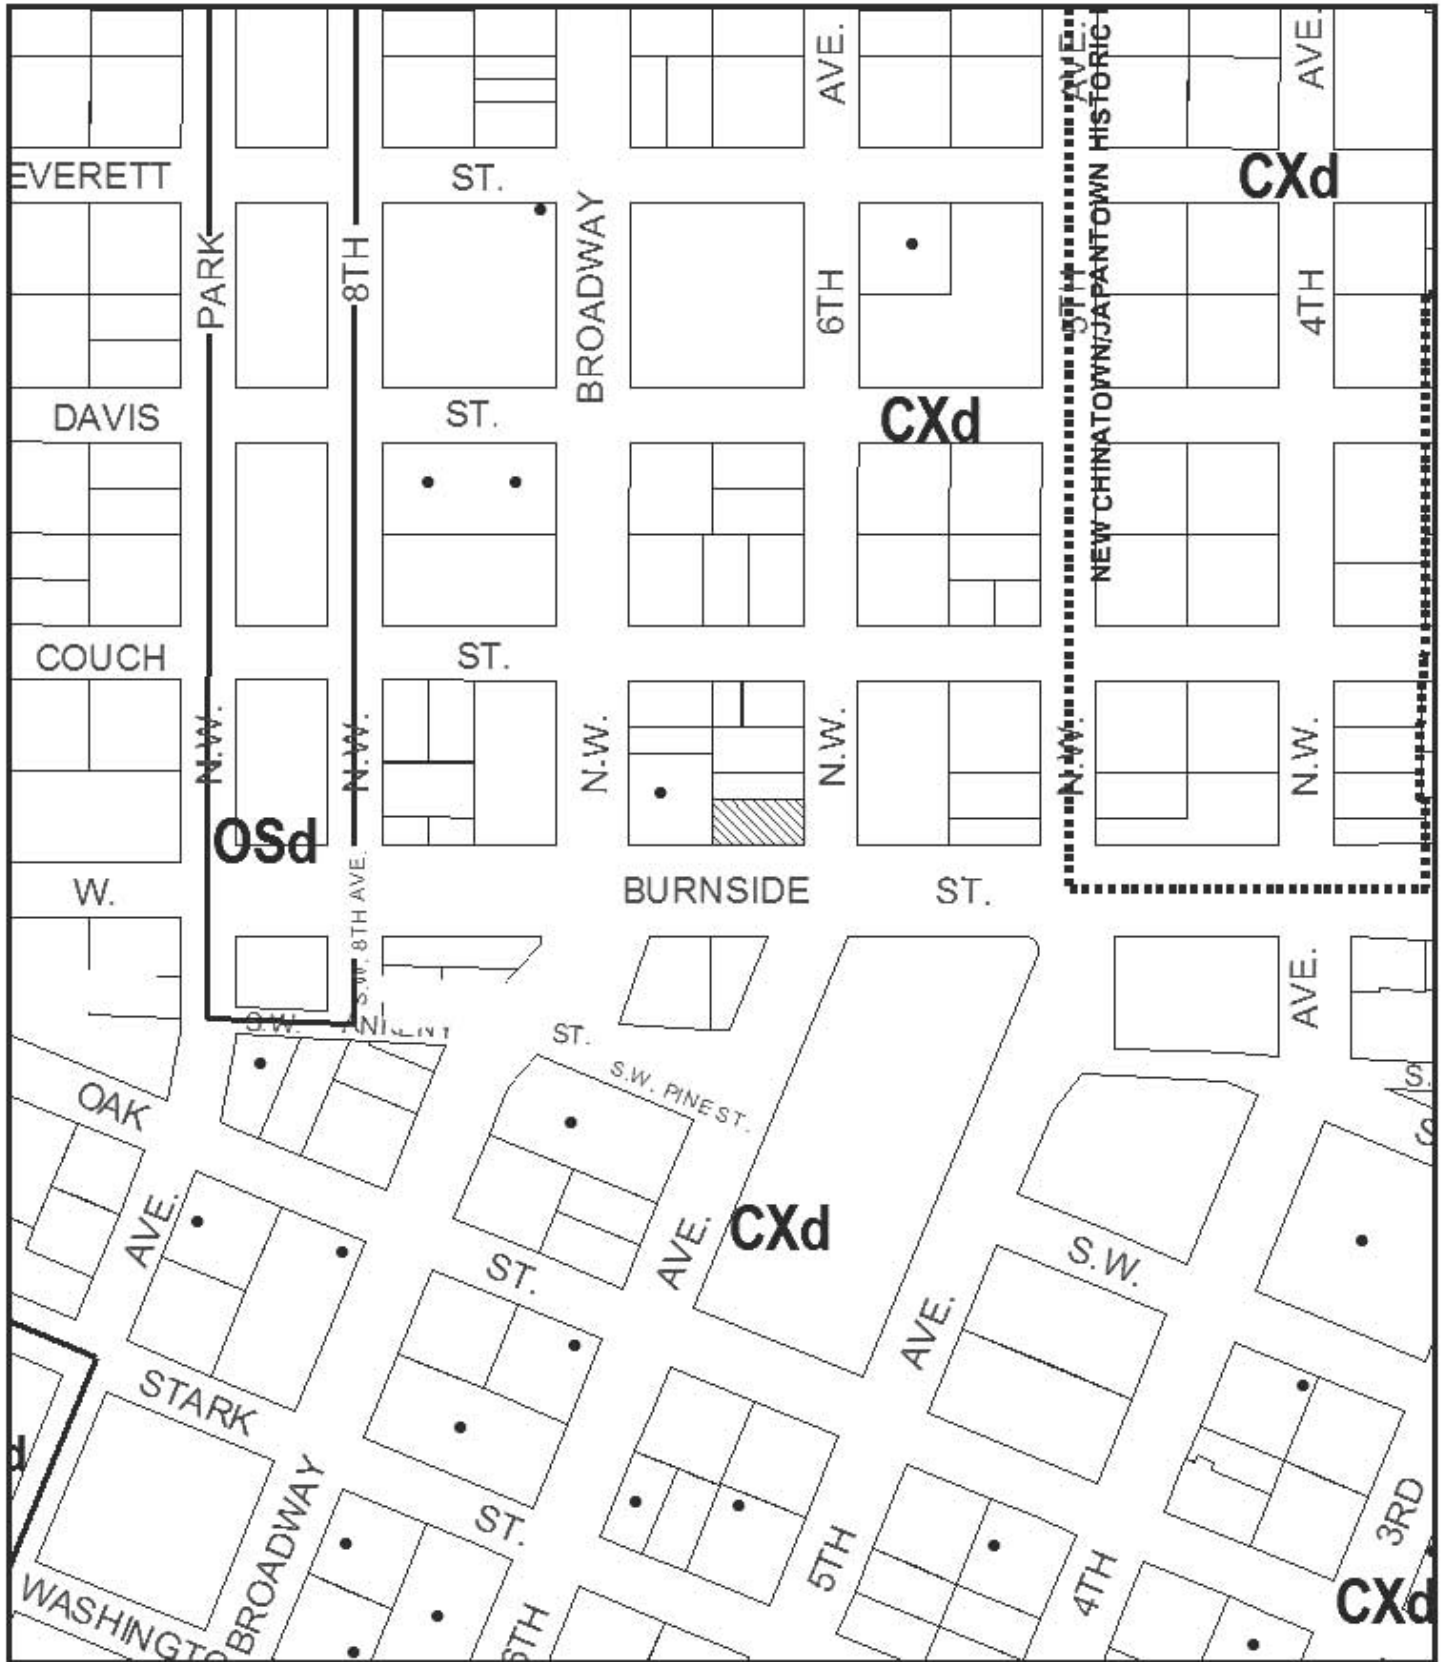 AVE.
AVE.
AVE.
NEW CHINATOWN/JAPANTOWN HISTORIC
EVERETT
ST.
CXd
PARK
8TH
BROADWAY
6TH
5TH
4TH
DAVIS
ST.
CXd
COUCH
ST.
N.W.
N.W.
N.W.
N.W.
N.W.
N.W.
OSd
S.W. 8TH AVE.
W.
BURNSIDE
ST.
AVE.
S.W.
ST.
S.W. PINE ST.
S.
S
OAK
AVE.
ST.
AVE.
CXd
S.W.
AVE.
STARK
d
BROADWAY
ST.
5TH
4TH
3RD
CXd
WASHINGTO
6TH